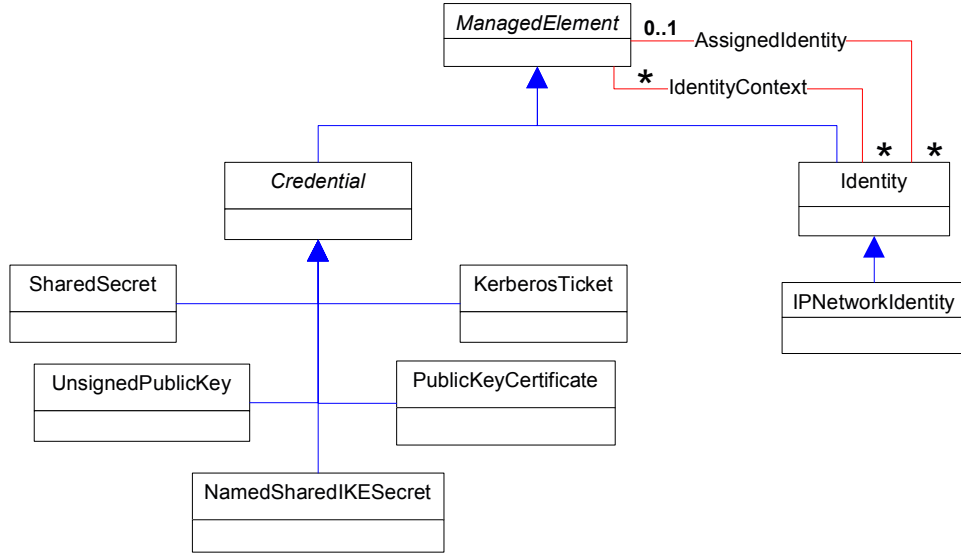 ManagedElement
0..1
AssignedIdentity
*
IdentityContext
*
*
Credential
Identity
SharedSecret
KerberosTicket
IPNetworkIdentity
UnsignedPublicKey
PublicKeyCertificate
NamedSharedIKESecret